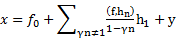 x = f₀ + ∑_{γn≠1} (f,hₙ)/(1−γn) h₁ + y